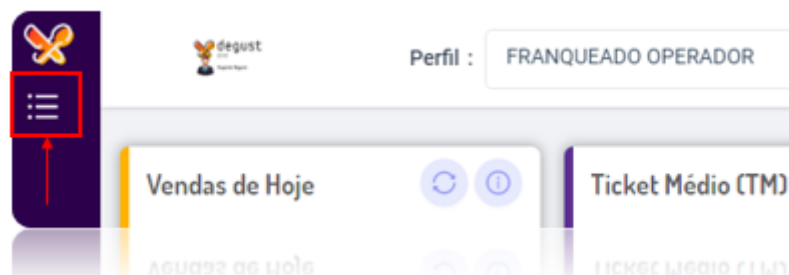 degust
Perfil :
FRANQUEADO OPERADOR
Vendas de Hoje
Ticket Médio (TM)